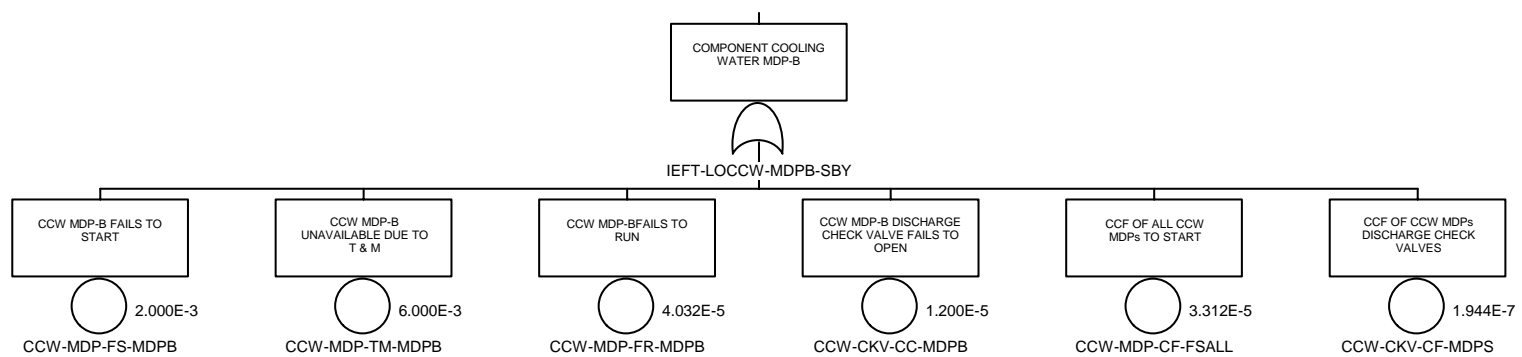 COMPONENT COOLING
WATER MDP-B
IEFT-LOCCW-MDPB-SBY
CCW MDP-B FAILS TO
START
CCW MDP-B
UNAVAILABLE DUE TO
T & M
CCW MDP-BFAILS TO
RUN
CCW MDP-B DISCHARGE
CHECK VALVE FAILS TO
OPEN
CCF OF ALL CCW
MDPs TO START
CCF OF CCW MDPs
DISCHARGE CHECK
VALVES
2.000E-3
6.000E-3
4.032E-5
1.200E-5
3.312E-5
1.944E-7
CCW-MDP-FS-MDPB
CCW-MDP-TM-MDPB
CCW-MDP-FR-MDPB
CCW-CKV-CC-MDPB
CCW-MDP-CF-FSALL
CCW-CKV-CF-MDPS